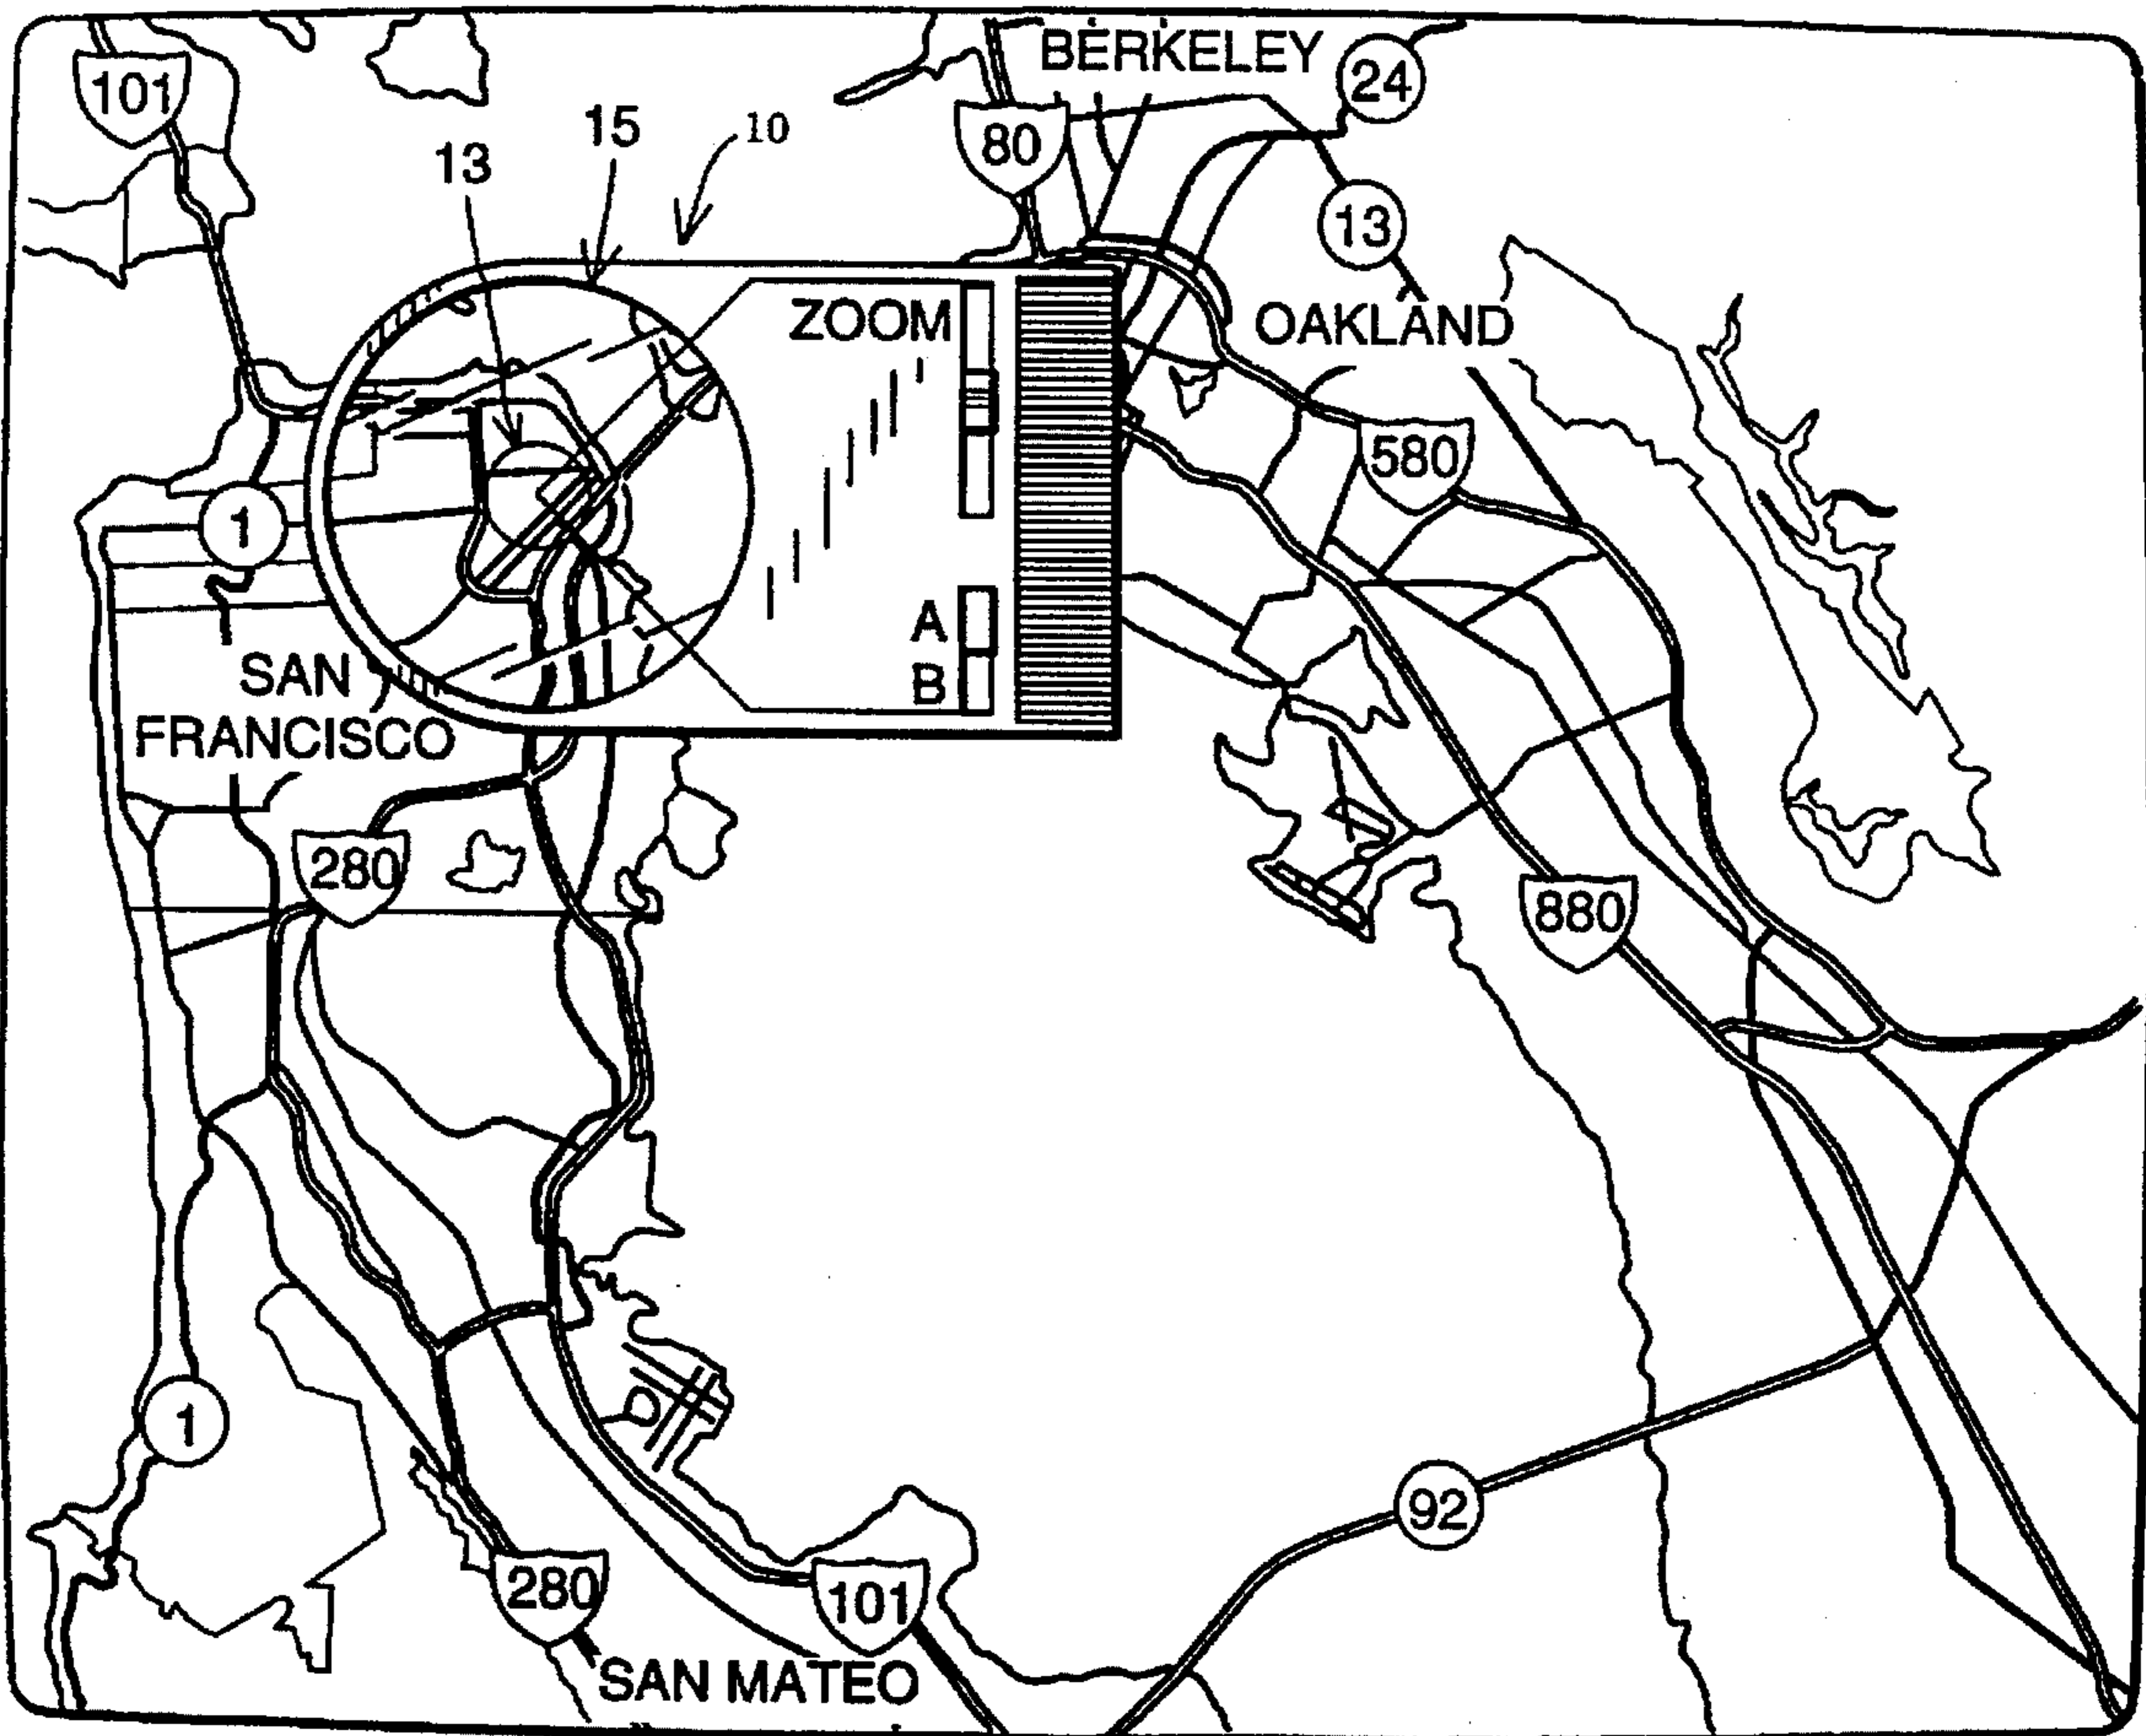 BERKELEY
24
101
15
10
13
80
13
ZOOM
OAKLAND
580
1
A
SAN
B
FRANCISCO
280
880
1
92
280
101
SAN MATEO